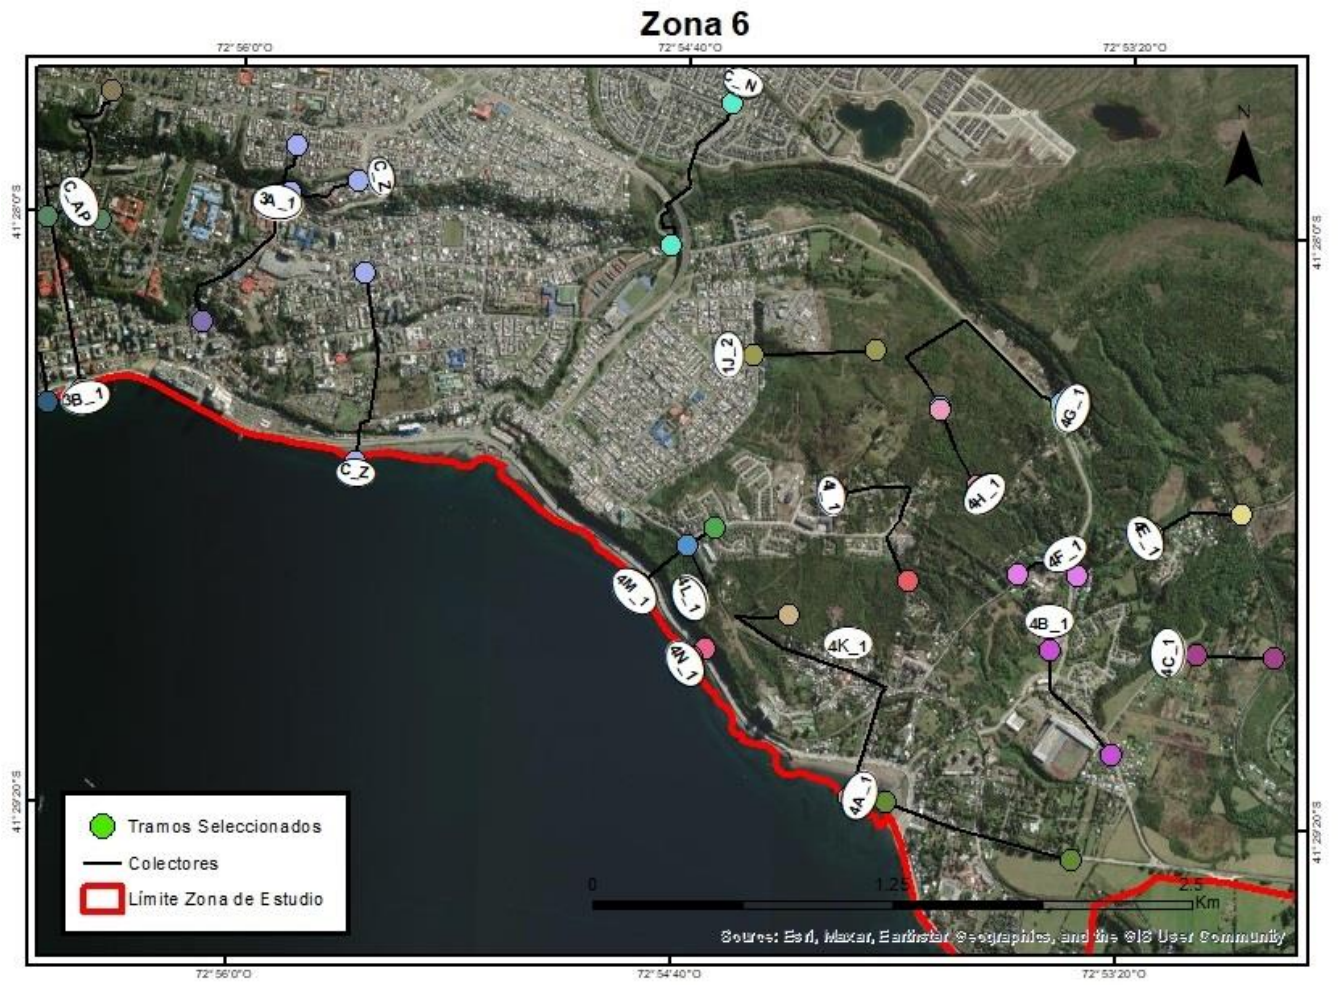 Zona 6
72°56'0"O
72°54'40"O
72°53'20"O
C_N
N
C_Z
3A_1
C_AP
41°28'0"S
41°28'0"S
1J_2
3B_1
4G_1
C_Z
4H_1
4E_1
4F_1
4M_1
4L_1
4B_1
4K_1
4C_1
4N_1
4A_1
41°29'20"S
41°29'20"S
Tramos Seleccionados
Colectores
Límite Zona de Estudio
0
1.25
2.5
Km
Source: Esri, Maxar, Earthstar Geographics, and the GIS User Community
72°56'0"O
72°54'40"O
72°53'20"O